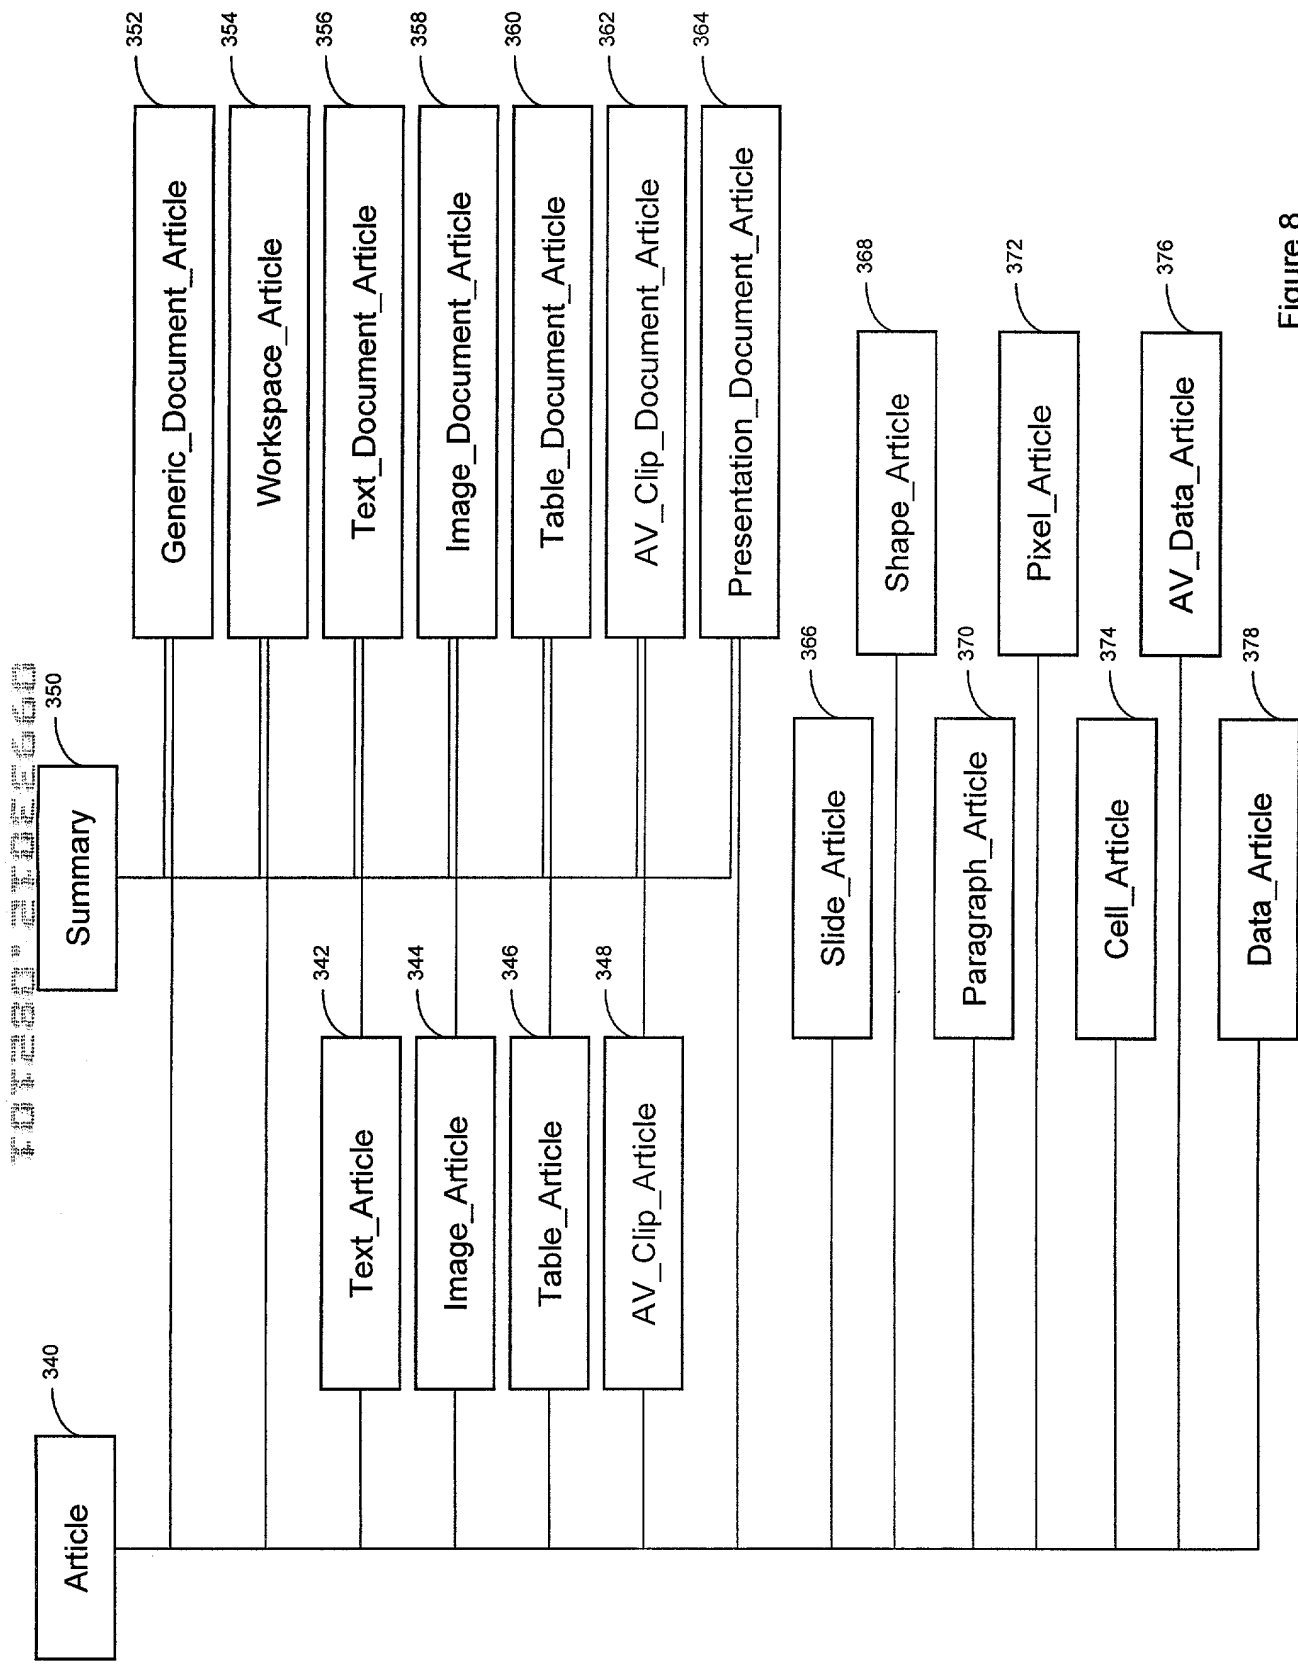 Article
340
Summary
350
Generic_Document_Article
352
Workspace_Article
354
Text_Article
342
Text_Document_Article
356
Image_Article
344
Image_Document_Article
358
Table_Article
346
Table_Document_Article
360
AV_Clip_Article
348
AV_Clip_Document_Article
362
Presentation_Document_Article
364
Slide_Article
366
Shape_Article
368
Paragraph_Article
370
Pixel_Article
372
Cell_Article
374
AV_Data_Article
376
Data_Article
378
Figure 8